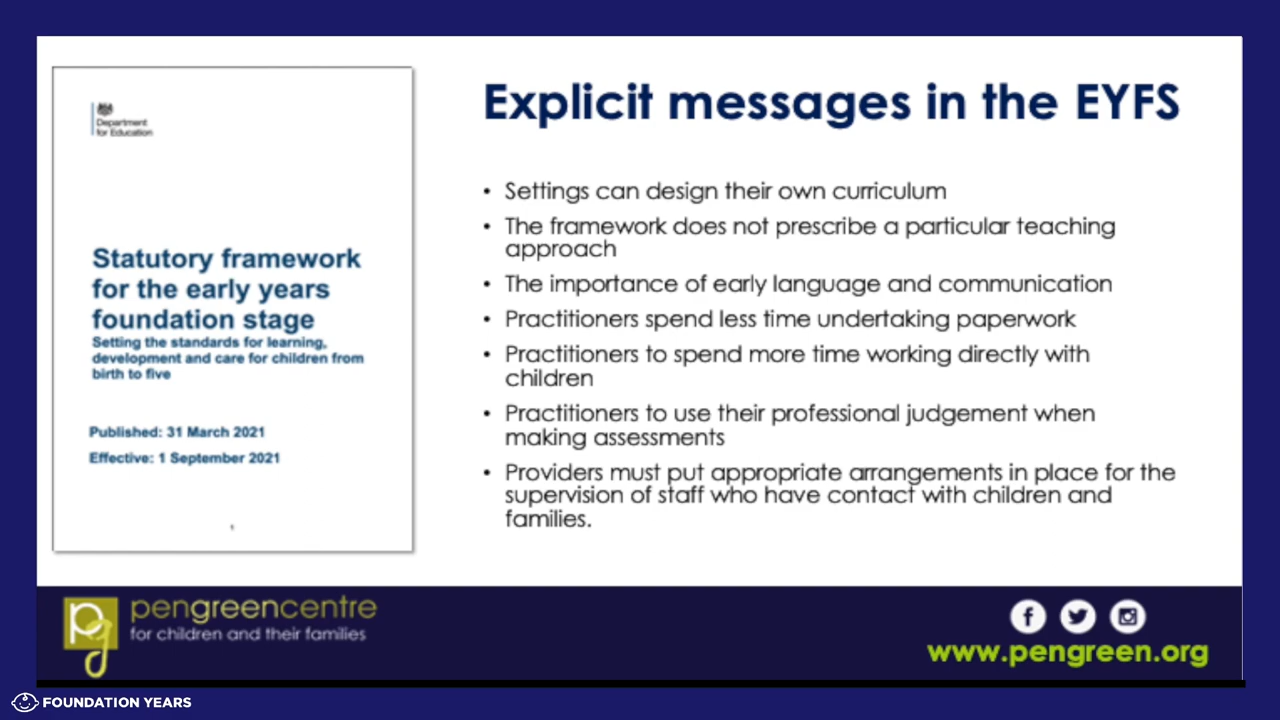 Department
for Education
Statutory framework
for the early years
foundation stage
Setting the standards for learning,
development and care for children from
birth to five
Published: 31 March 2021
Effective: 1 September 2021
Explicit messages in the EYFS
• Settings can design their own curriculum
• The framework does not prescribe a particular teaching
approach
• The importance of early language and communication
• Practitioners spend less time undertaking paperwork
• Practitioners to spend more time working directly with
children
• Practitioners to use their professional judgement when
making assessments
• Providers must put appropriate arrangements in place for the
supervision of staff who have contact with children and
families.
pg
pengreencentre
for children and their families
www.pengreen.org
FOUNDATION YEARS